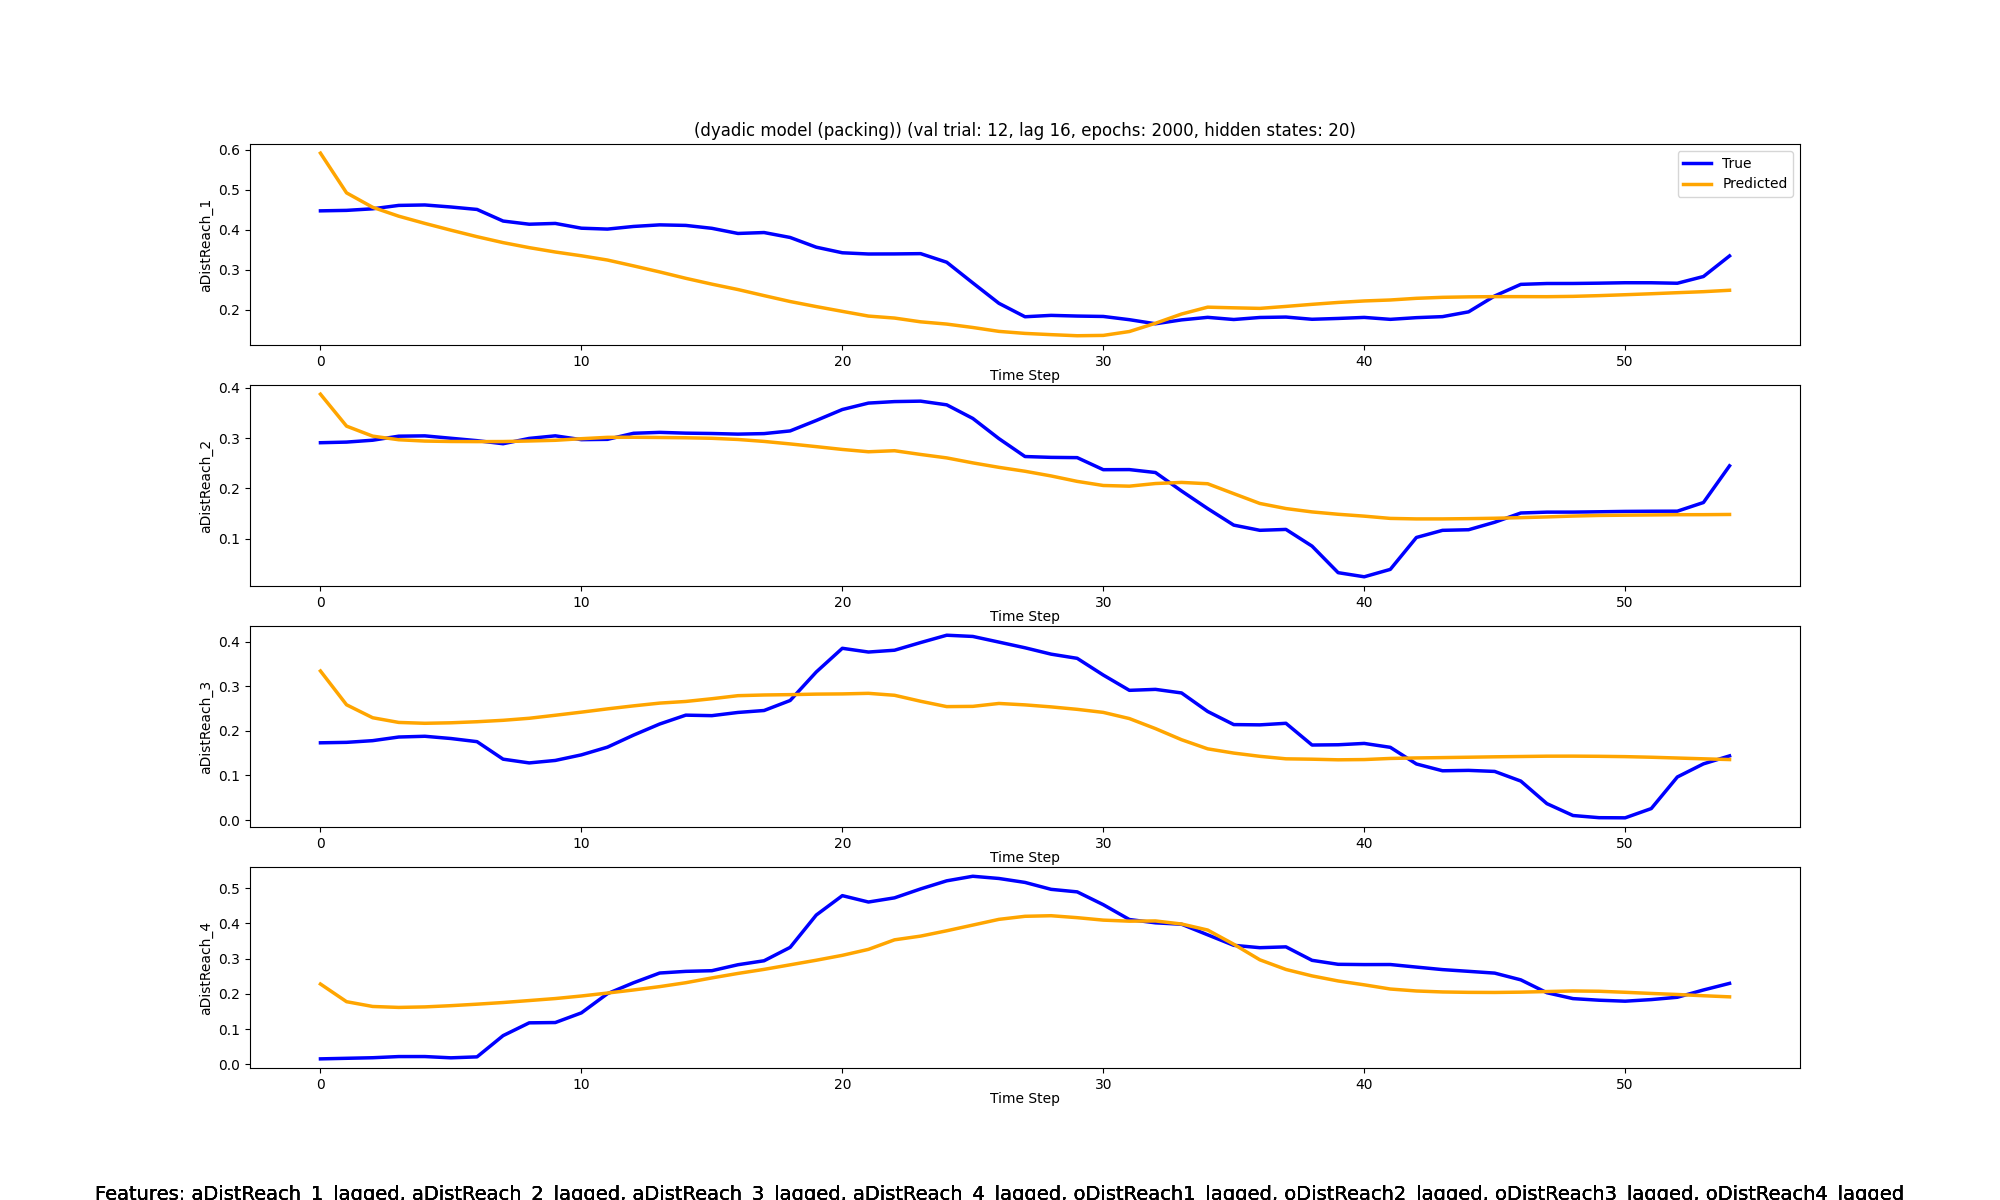 (dyadic model (packing)) (val trial: 12, lag 16, epochs: 2000, hidden states: 20)
True
Predicted
aDistReach_1
0.6
0.5
0.4
0.3
0.2
0 10 20 30 40 50
Time Step
aDistReach_2
0.4
0.3
0.2
0.1
0 10 20 30 40 50
Time Step
aDistReach_3
0.4
0.3
0.2
0.1
0.0
0 10 20 30 40 50
Time Step
aDistReach_4
0.5
0.4
0.3
0.2
0.1
0.0
0 10 20 30 40 50
Time Step
Features: aDistReach_1_lagged, aDistReach_2_lagged, aDistReach_3_lagged, aDistReach_4_lagged, oDistReach1_lagged, oDistReach2_lagged, oDistReach3_lagged, oDistReach4_lagged